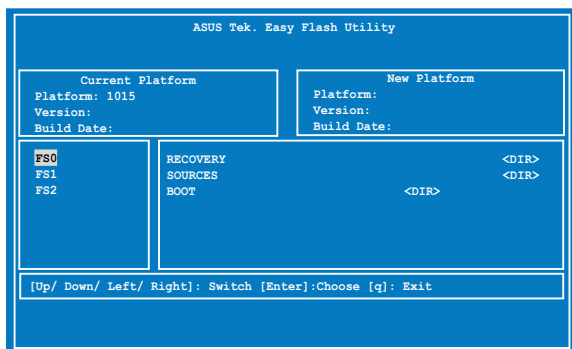 ASUS Tek. Easy Flash Utility
Current Platform
Platform: 1015
Version:
Build Date:
New Platform
Platform:
Version:
Build Date:
FS0
FS1
FS2
RECOVERY <DIR>
SOURCES <DIR>
BOOT <DIR>
[Up/ Down/ Left/ Right]: Switch [Enter]:Choose [q]: Exit